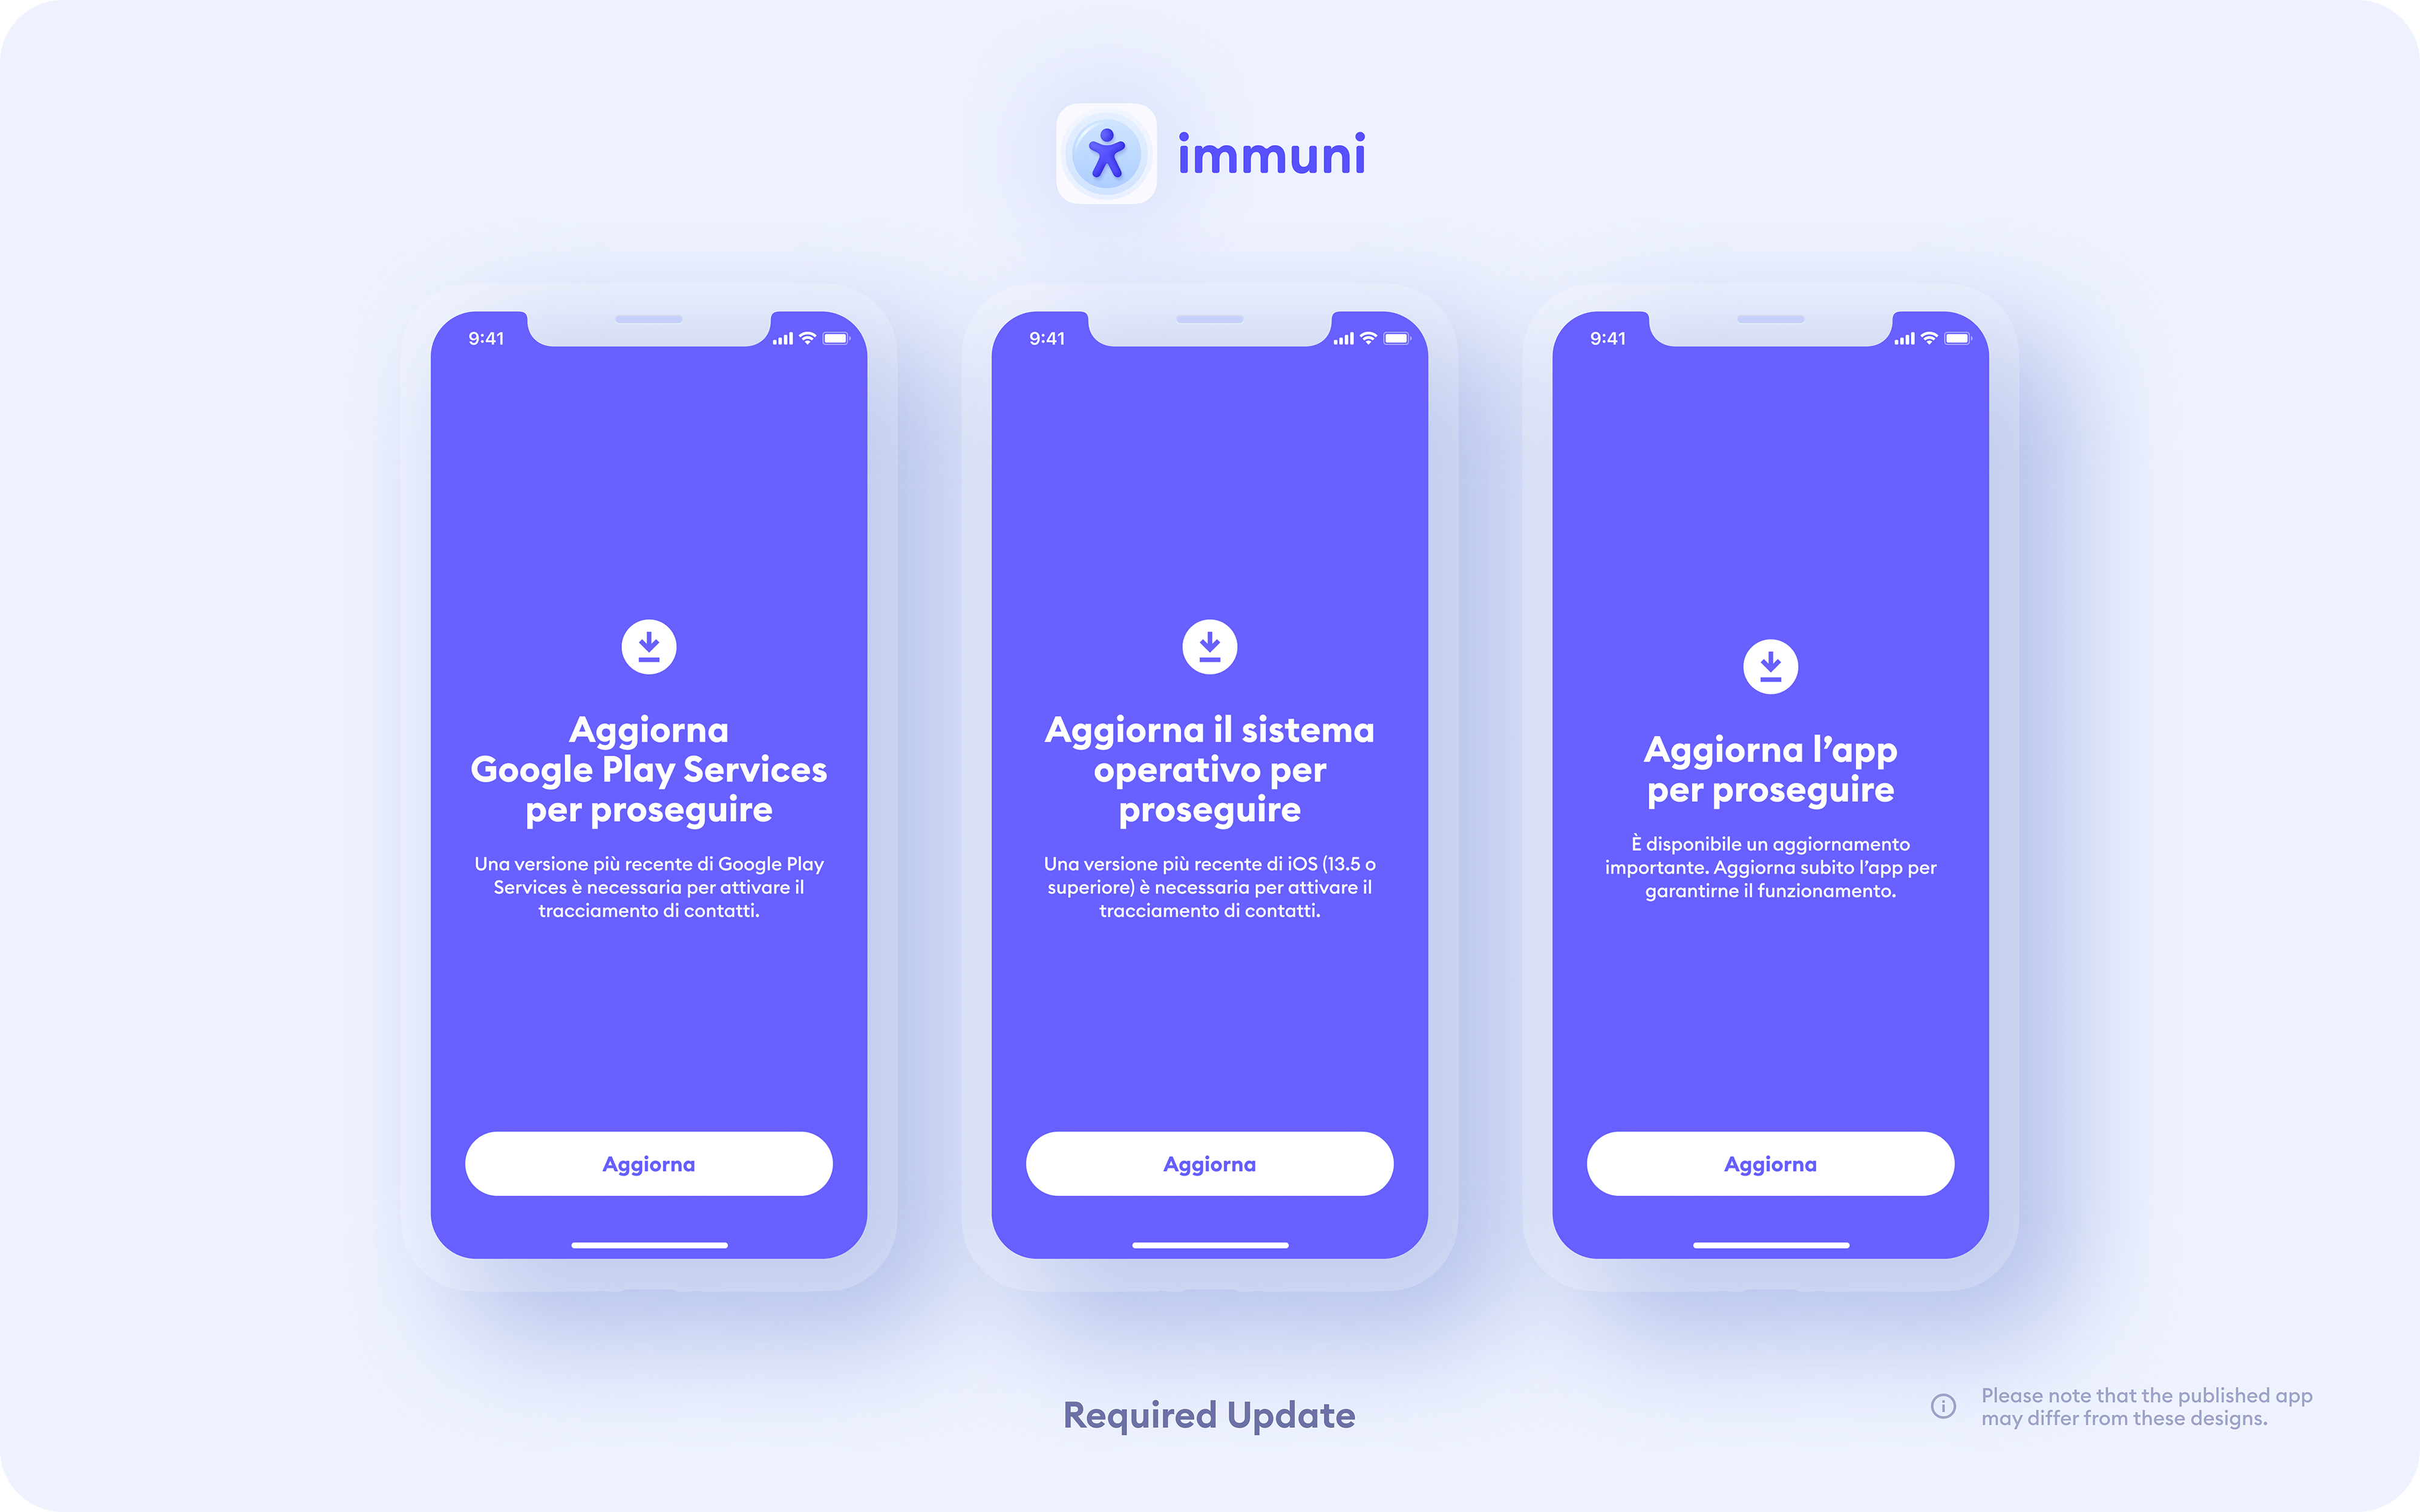 immuni
9:41
Aggiorna
Google Play Services
per proseguire
Una versione più recente di Google Play
Services è necessaria per attivare il
tracciamento di contatti.
Aggiorna
9:41
Aggiorna il sistema
operativo per
proseguire
Una versione più recente di iOS (13.5 o
superiore) è necessaria per attivare il
tracciamento di contatti.
Aggiorna
9:41
Aggiorna l’app
per proseguire
È disponibile un aggiornamento
importante. Aggiorna subito l’app per
garantirne il funzionamento.
Aggiorna
Required Update
Please note that the published app
may differ from these designs.